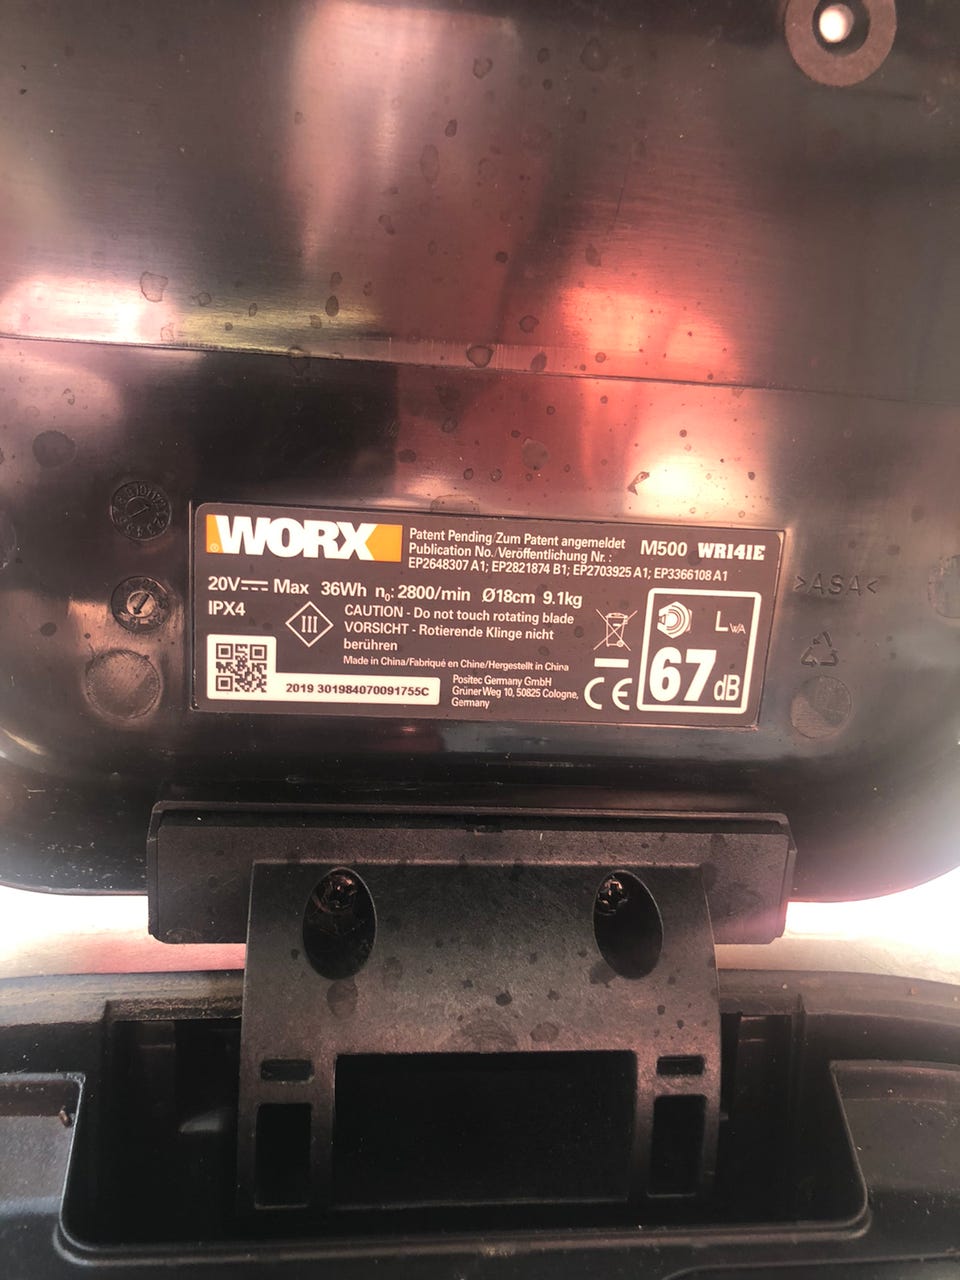 WORX
®
Patent Pending/Zum Patent angemeldet
Publication No./Veröffentlichung Nr.:
EP2648307 A1; EP2821874 B1; EP2703925 A1; EP3366108 A1
M500 WR141E
20V⎓ Max 36Wh n₀: 2800/min Ø18cm 9.1kg
IPX4
III
CAUTION - Do not touch rotating blade
VORSICHT - Rotierende Klinge nicht
berühren
Made in China/Fabriqué en Chine/Hergestellt in China
2019 301984070091755C
Positec Germany GmbH
Grüner Weg 10, 50825 Cologne,
Germany
CE
LWA
67 dB
>ASA<